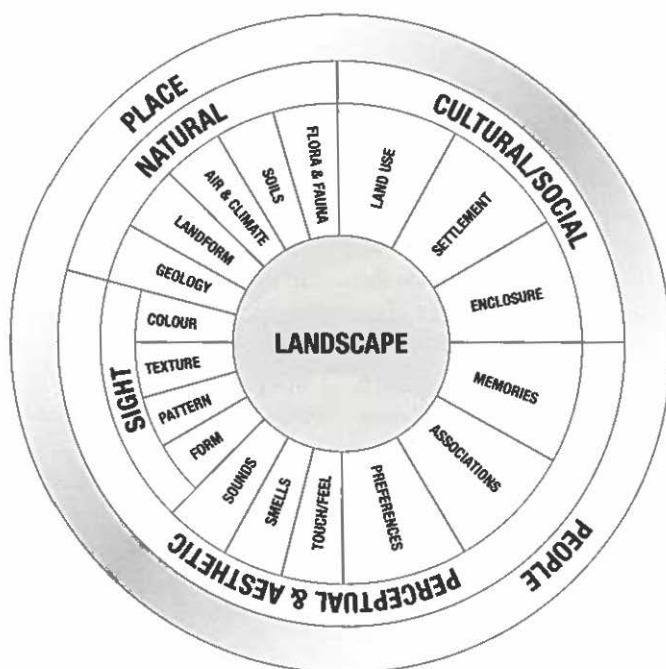 PLACE
NATURAL
CULTURAL/SOCIAL
FLORA & FAUNA
SOILS
AIR & CLIMATE
LANDFORM
GEOLOGY
LAND USE
SETTLEMENT
ENCLOSURE
LANDSCAPE
SIGHT
COLOUR
TEXTURE
PATTERN
FORM
SOUNDS
SMELLS
TOUCH/FEEL
PREFERENCES
ASSOCIATIONS
MEMORIES
PERCEPTUAL & AESTHETIC
PEOPLE